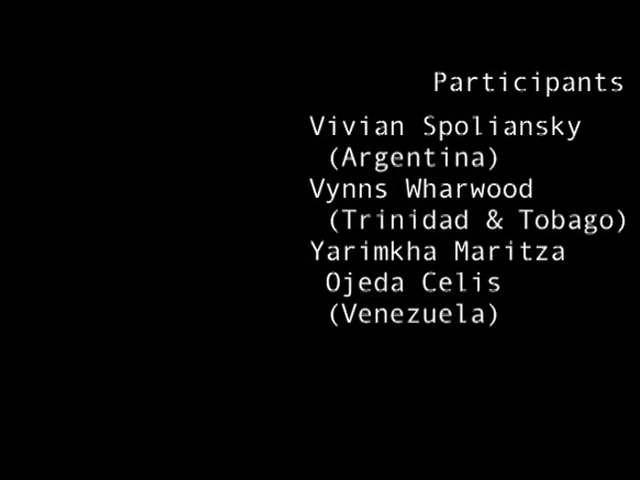 Participants
Vivian Spoliansky
(Argentina)
Vynns Wharwood
(Trinidad & Tobago)
Yarimkha Maritza
Ojeda Celis
(Venezuela)